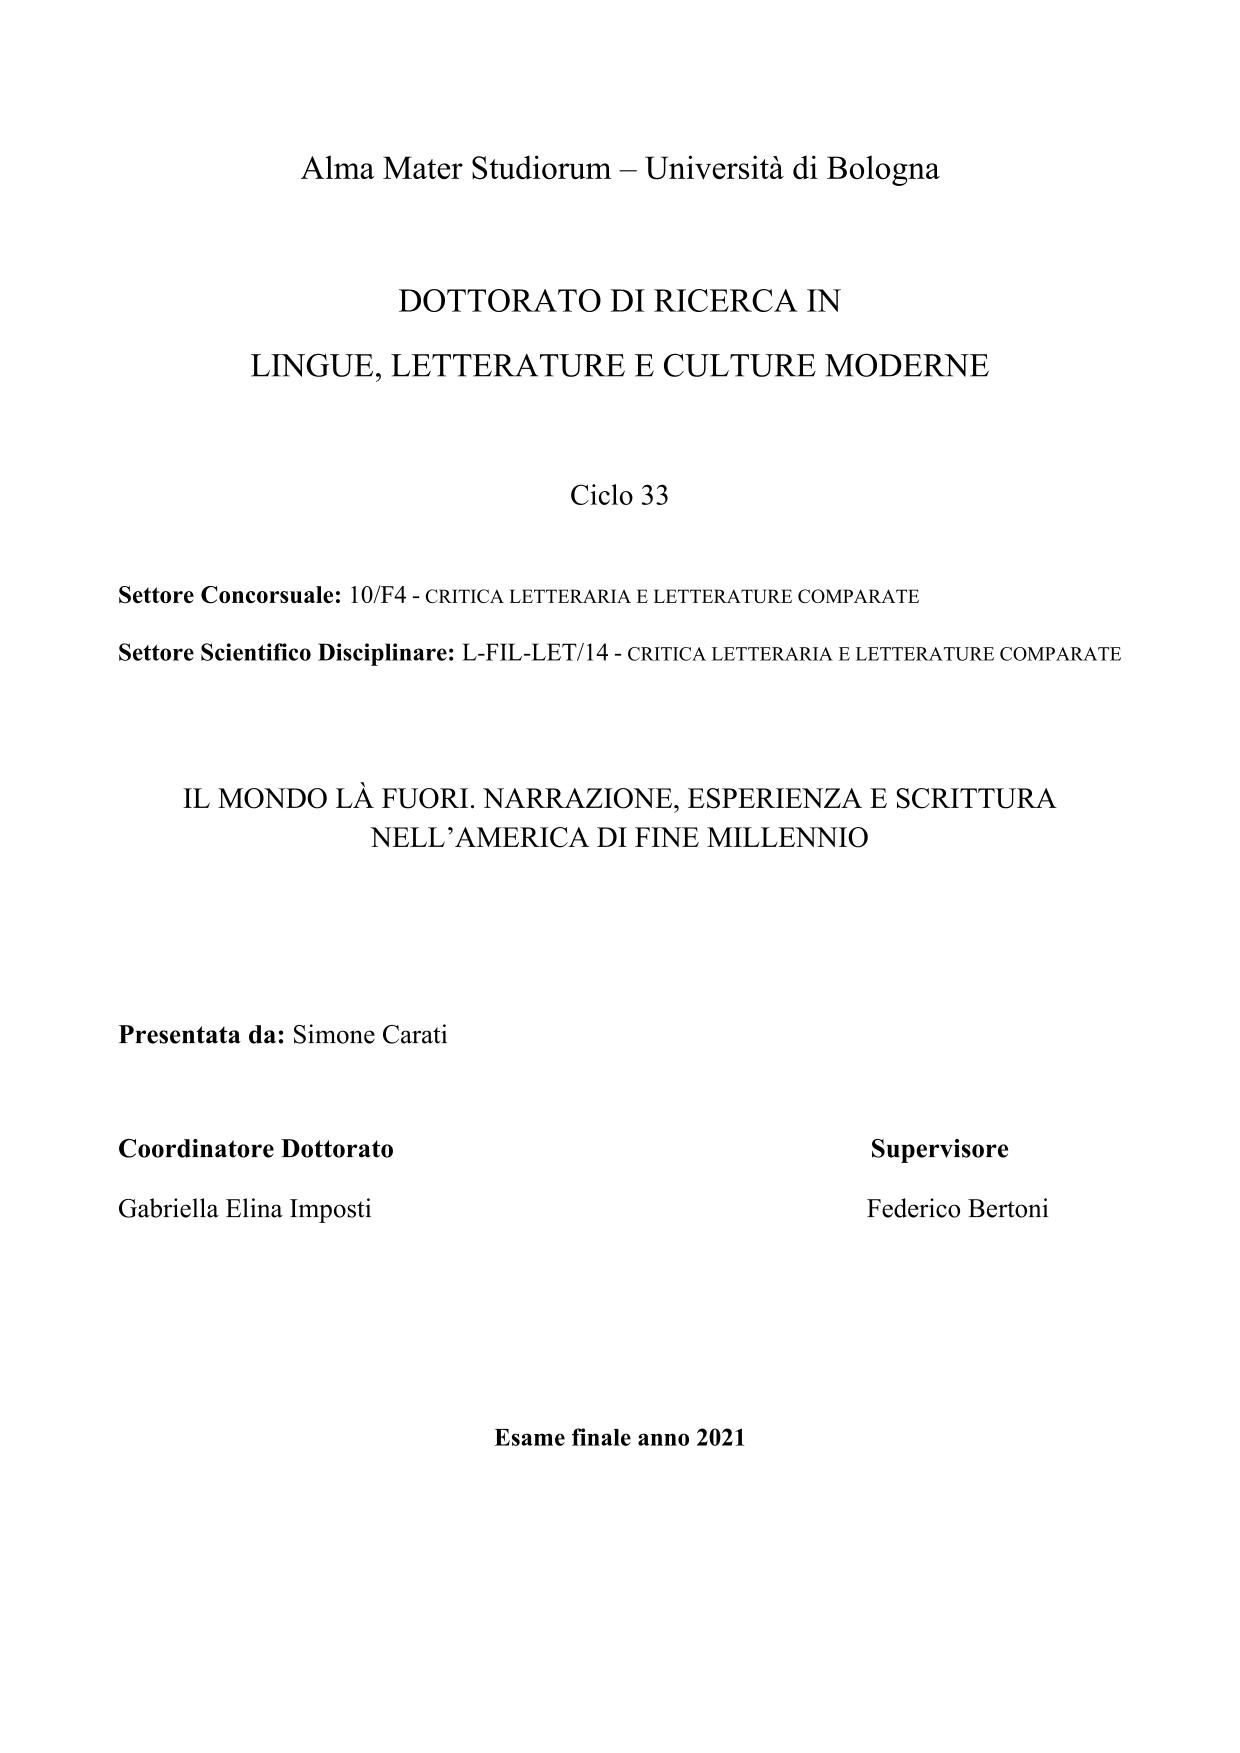 Alma Mater Studiorum – Università di Bologna
DOTTORATO DI RICERCA IN
LINGUE, LETTERATURE E CULTURE MODERNE
Ciclo 33
Settore Concorsuale: 10/F4 - CRITICA LETTERARIA E LETTERATURE COMPARATE
Settore Scientifico Disciplinare: L-FIL-LET/14 - CRITICA LETTERARIA E LETTERATURE COMPARATE
IL MONDO LÀ FUORI. NARRAZIONE, ESPERIENZA E SCRITTURA
NELL’AMERICA DI FINE MILLENNIO
Presentata da: Simone Carati
Coordinatore Dottorato Supervisore
Gabriella Elina Imposti Federico Bertoni
Esame finale anno 2021